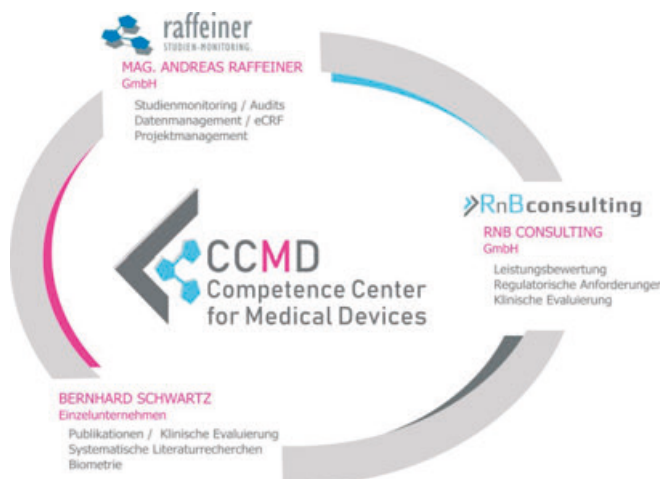 raffeiner
STUDIEN-MONITORING.
MAG. ANDREAS RAFFEINER
GmbH
Studienmonitoring / Audits
Datenmanagement / eCRF
Projektmanagement
RnBconsulting
RNB CONSULTING
GmbH
Leistungsbewertung
Regulatorische Anforderungen
Klinische Evaluierung
CCMD
Competence Center
for Medical Devices
BERNHARD SCHWARTZ
Einzelunternehmen
Publikationen / Klinische Evaluierung
Systematische Literaturrecherchen
Biometrie